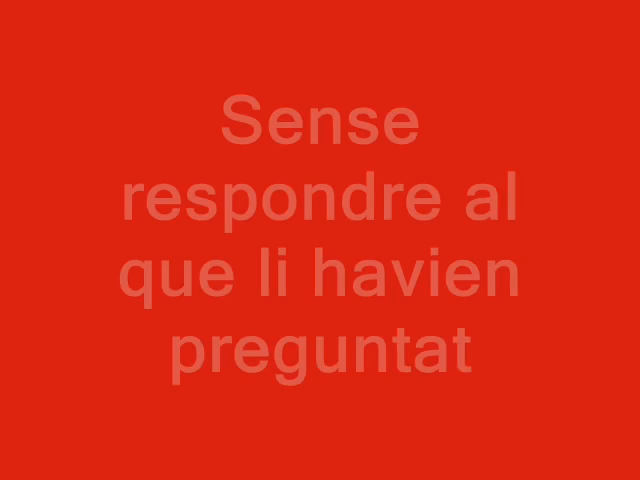 Sense
respondre al
que li havien
preguntat